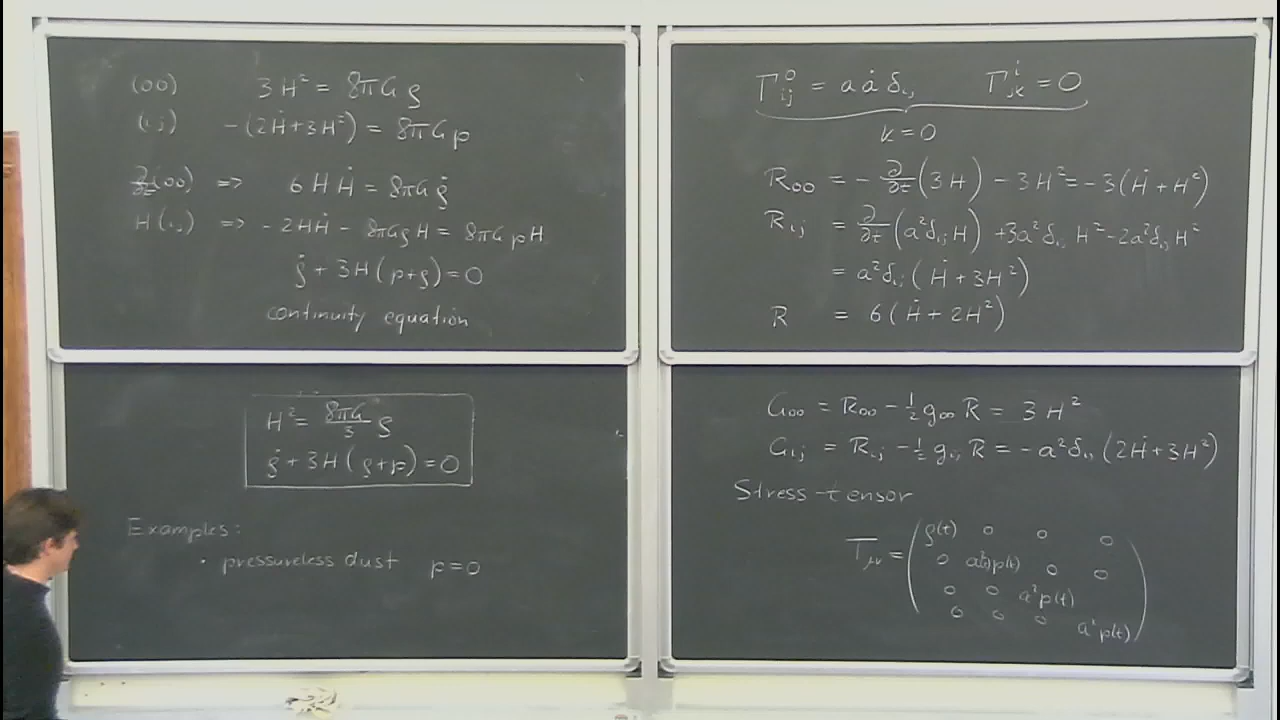 (00) 3H² = 8πG ρ
(ij) -(2Ḣ+3H²) = 8πG p
∂/∂t (00) => 6HḢ = 8πG ρ̇
H(ij) => -2HḢ - 8πGρH = 8πG p H
ρ̇ + 3H(p+ρ) = 0
continuity equation
H² = 8πG/3 ρ
ρ̇ + 3H(ρ+p) = 0
Examples:
· pressureless dust p=0
Γ⁰ᵢⱼ = a ȧ δᵢⱼ Γⁱⱼₖ = 0
k=0
R₀₀ = - ∂/∂t (3H) - 3H² = -3(Ḣ + H²)
Rᵢⱼ = ∂/∂t (a²δᵢⱼ H) + 3a²δᵢⱼ H² - 2a²δᵢⱼ H²
= a²δᵢⱼ (Ḣ + 3H²)
R = 6(Ḣ + 2H²)
G₀₀ = R₀₀ - ½ g₀₀ R = 3H²
Gᵢⱼ = Rᵢⱼ - ½ gᵢⱼ R = -a²δᵢⱼ (2Ḣ+3H²)
Stress-tensor
ρ(t) 0 0 0
T_μν = 0 a²(t)p(t) 0 0
0 0 a²p(t)
0 0 0 a²p(t)